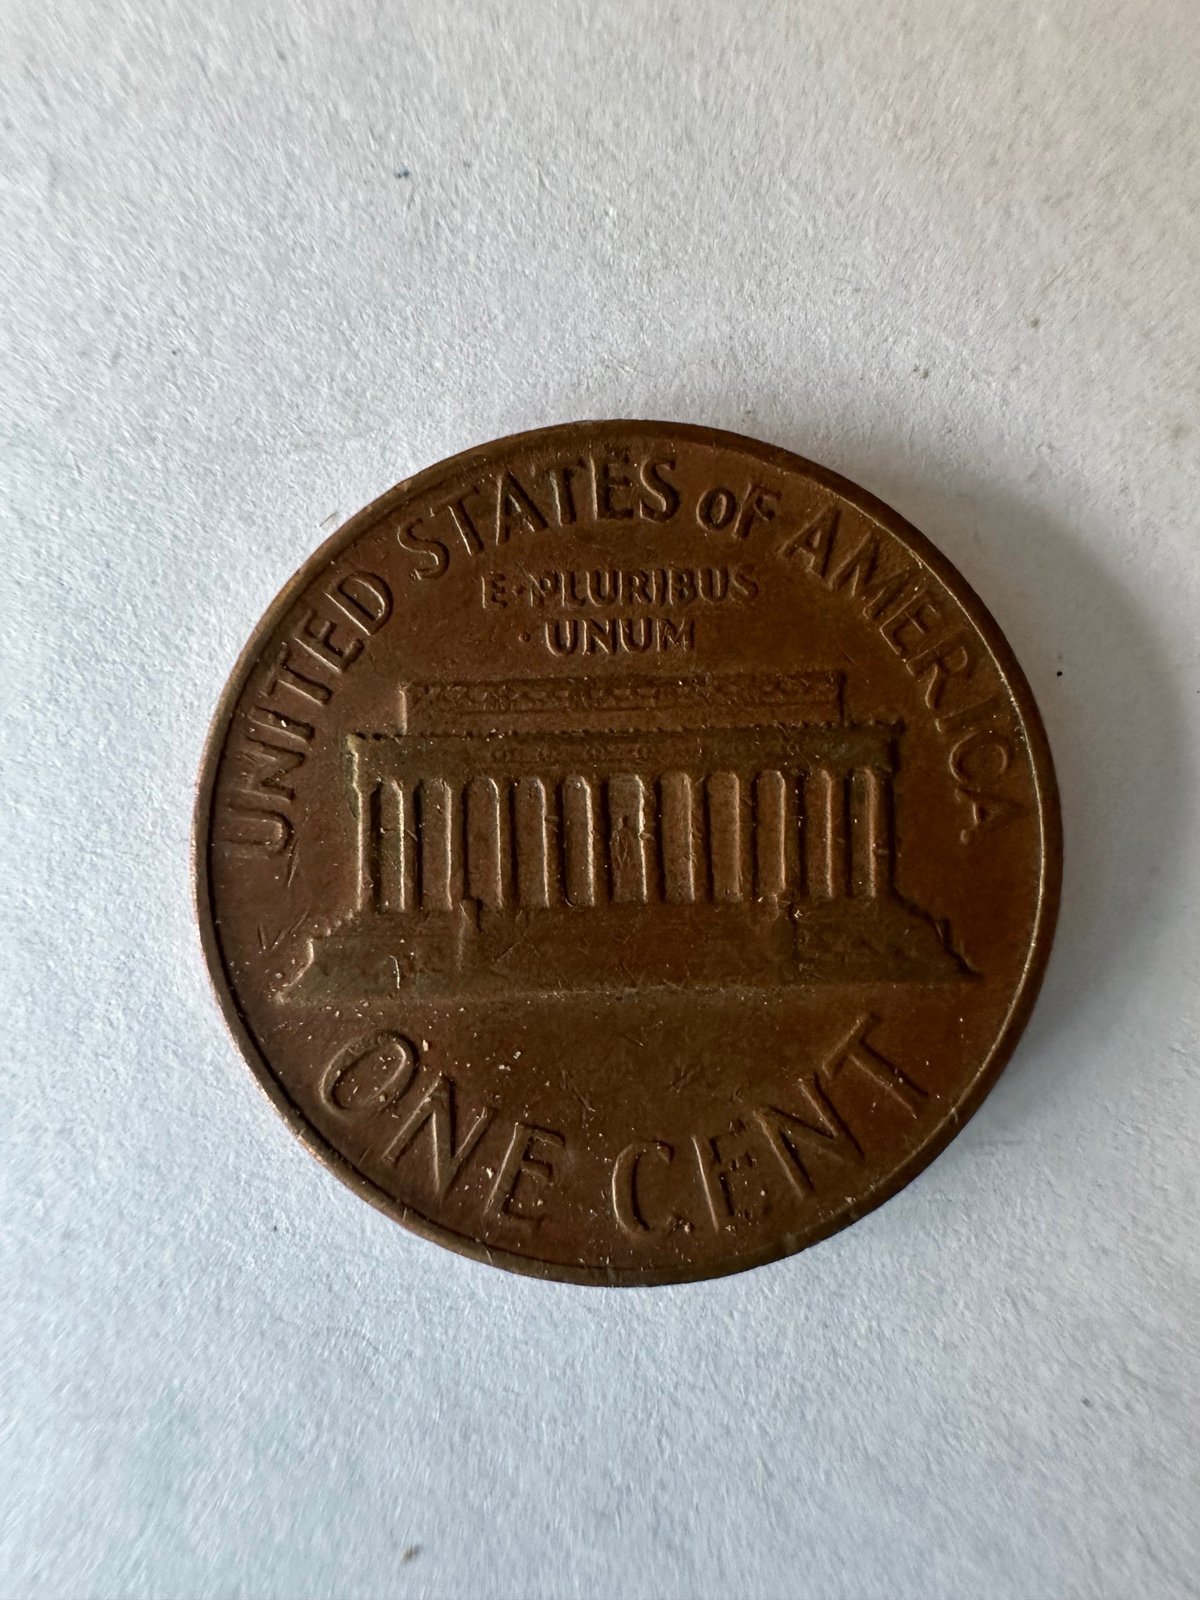 UNITED STATES OF AMERICA
E·PLURIBUS
·UNUM
ONE CENT